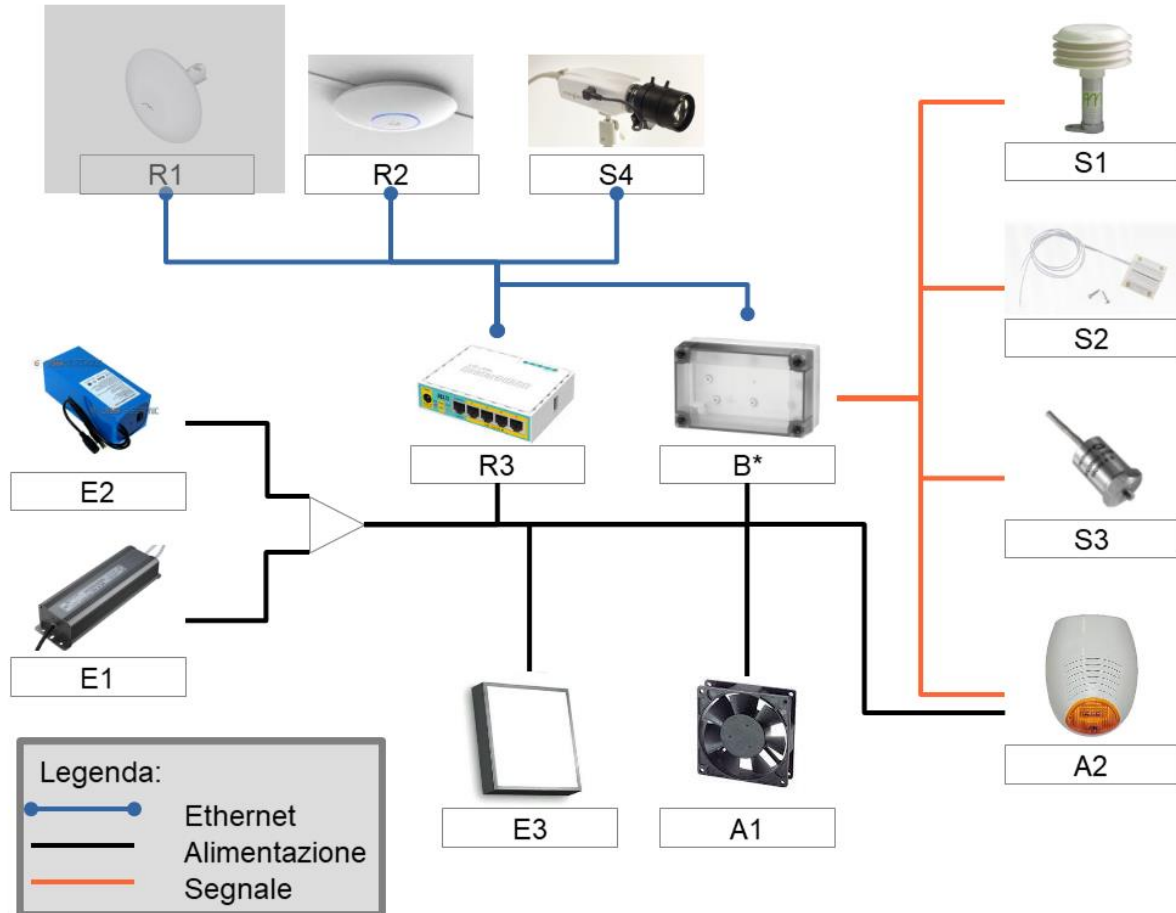 R1
R2
S4
S1
S2
E2
R3
B*
S3
E1
E3
A1
A2
Legenda:
Ethernet
Alimentazione
Segnale